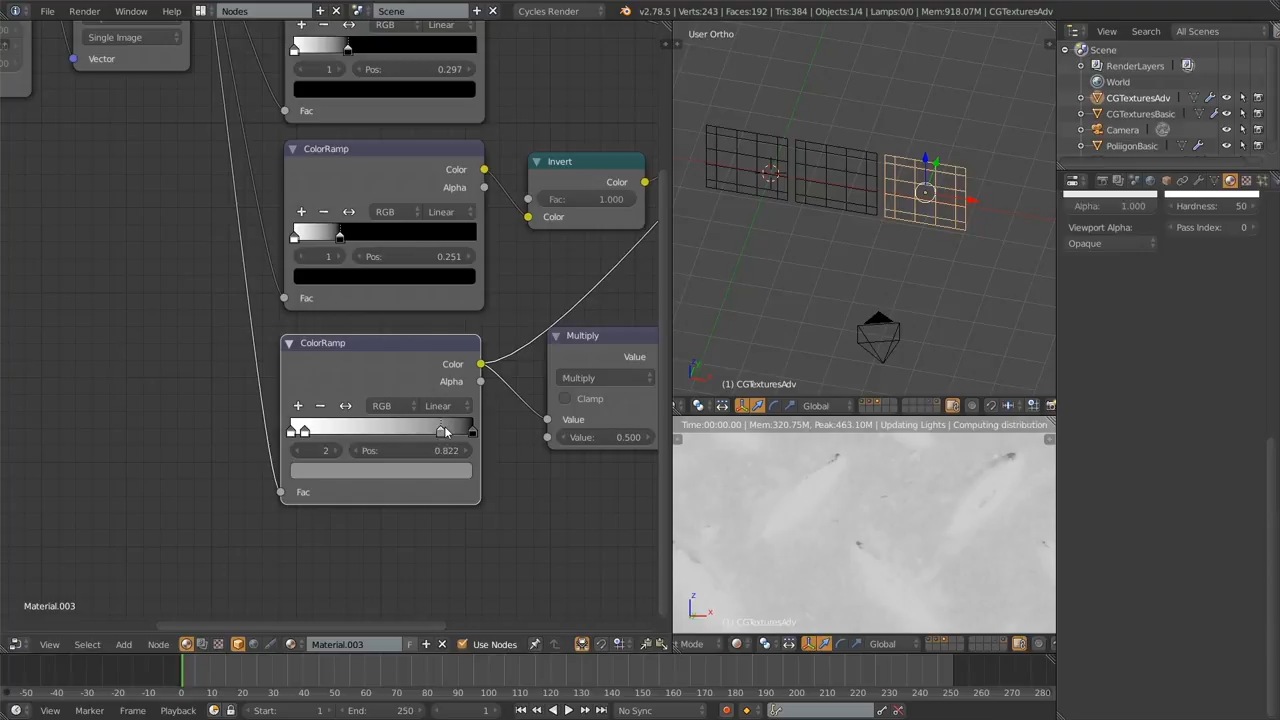 File Render Window Help Nodes Scene Cycles Render v2.78.5 | Verts:243 | Faces:192 | Tris:384 | Objects:1/4 | Lamps:0/0 | Mem:918.07M | CGTexturesAdv
RGB Linear
Single Image
Vector
1 Pos: 0.297
Fac
ColorRamp
Color
Alpha
RGB Linear
1 Pos: 0.251
Fac
Invert
Color
Fac: 1.000
Color
ColorRamp
Color
Alpha
RGB Linear
2 Pos: 0.822
Fac
Multiply
Value
Multiply
Clamp
Value
Value: 0.500
Material.003
View Select Add Node Material.003 F Use Nodes
User Ortho
(1) CGTexturesAdv
Global
Time:00:00.00 | Mem:320.75M, Peak:463.10M | Updating Lights | Computing distribution
(1) CGTexturesAdv
Mode Global
View Search All Scenes
Scene
RenderLayers
World
CGTexturesAdv
CGTexturesBasic
Camera
PoliigonBasic
Alpha: 1.000 Hardness: 50
Viewport Alpha: Pass Index: 0
Opaque
-50 -40 -30 -20 -10 0 10 20 30 40 50 60 70 80 90 100 110 120 130 140 150 160 170 180 190 200 210 220 230 240 250 260 270 280
View Marker Frame Playback Start: 1 End: 250 1 No Sync